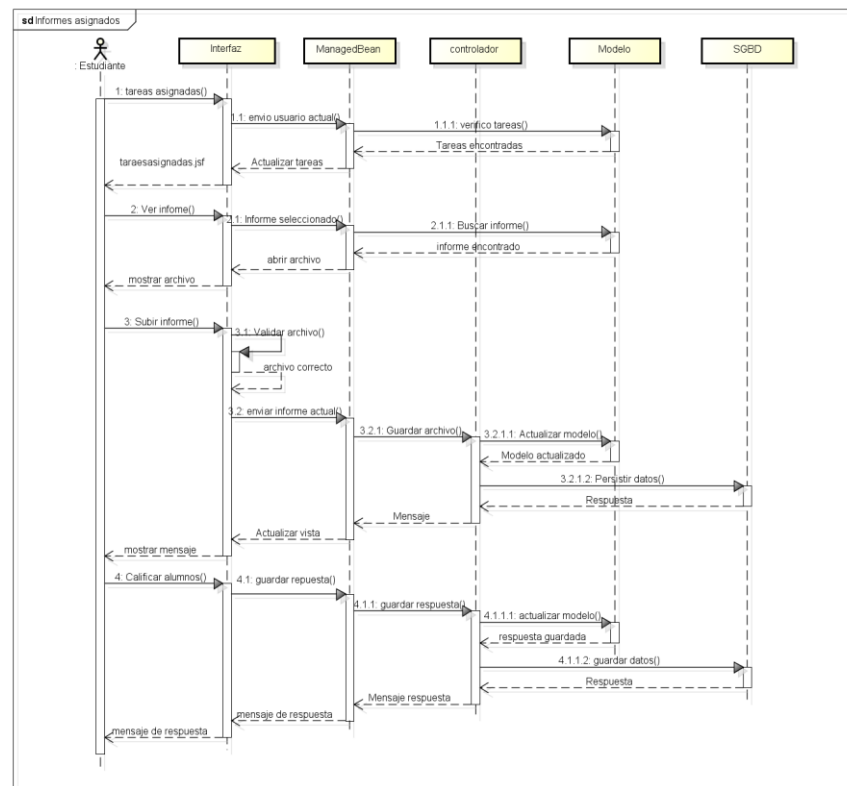 sd Informes asignados
Interfaz
ManagedBean
controlador
Modelo
SGBD
: Estudiante
1: tareas asignadas()
1.1: envio usuario actual()
1.1.1: verifico tareas()
Tareas encontradas
Actualizar tareas
taraesasignadas.jsf
2: Ver infome()
2.1: Informe seleccionado()
2.1.1: Buscar informe()
informe encontrado
abrir archivo
mostrar archivo
3: Subir informe()
3.1: Validar archivo()
archivo correcto
3.2: enviar informe actual()
3.2.1: Guardar archivo()
3.2.1.1: Actualizar modelo()
Modelo actualizado
3.2.1.2: Persistir datos()
Respuesta
Mensaje
Actualizar vista
mostrar mensaje
4: Calificar alumnos()
4.1: guardar repuesta()
4.1.1: guardar respuesta()
4.1.1.1: actualizar modelo()
respuesta guardada
4.1.1.2: guardar datos()
Respuesta
Mensaje respuesta
mensaje de respuesta
mensaje de respuesta